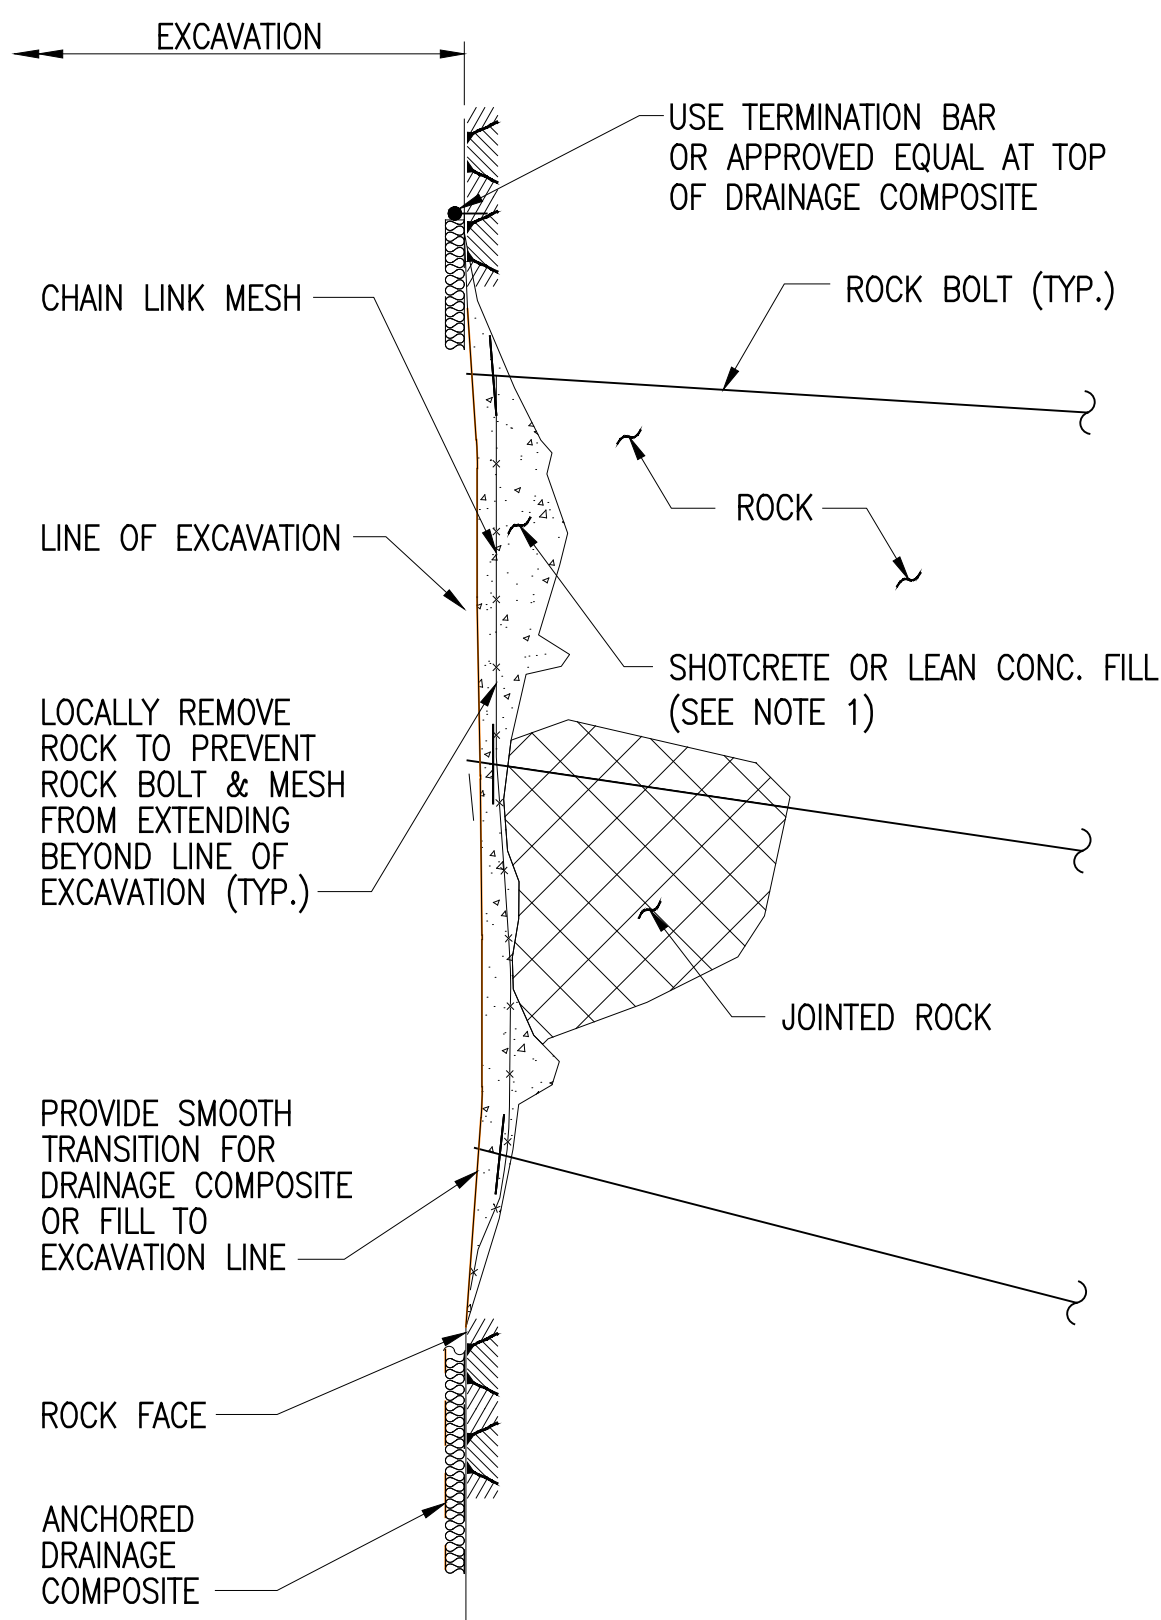 EXCAVATION
USE TERMINATION BAR
OR APPROVED EQUAL AT TOP
OF DRAINAGE COMPOSITE
CHAIN LINK MESH
ROCK BOLT (TYP.)
ROCK
LINE OF EXCAVATION
SHOTCRETE OR LEAN CONC. FILL
(SEE NOTE 1)
LOCALLY REMOVE
ROCK TO PREVENT
ROCK BOLT & MESH
FROM EXTENDING
BEYOND LINE OF
EXCAVATION (TYP.)
JOINTED ROCK
PROVIDE SMOOTH
TRANSITION FOR
DRAINAGE COMPOSITE
OR FILL TO
EXCAVATION LINE
ROCK FACE
ANCHORED
DRAINAGE
COMPOSITE